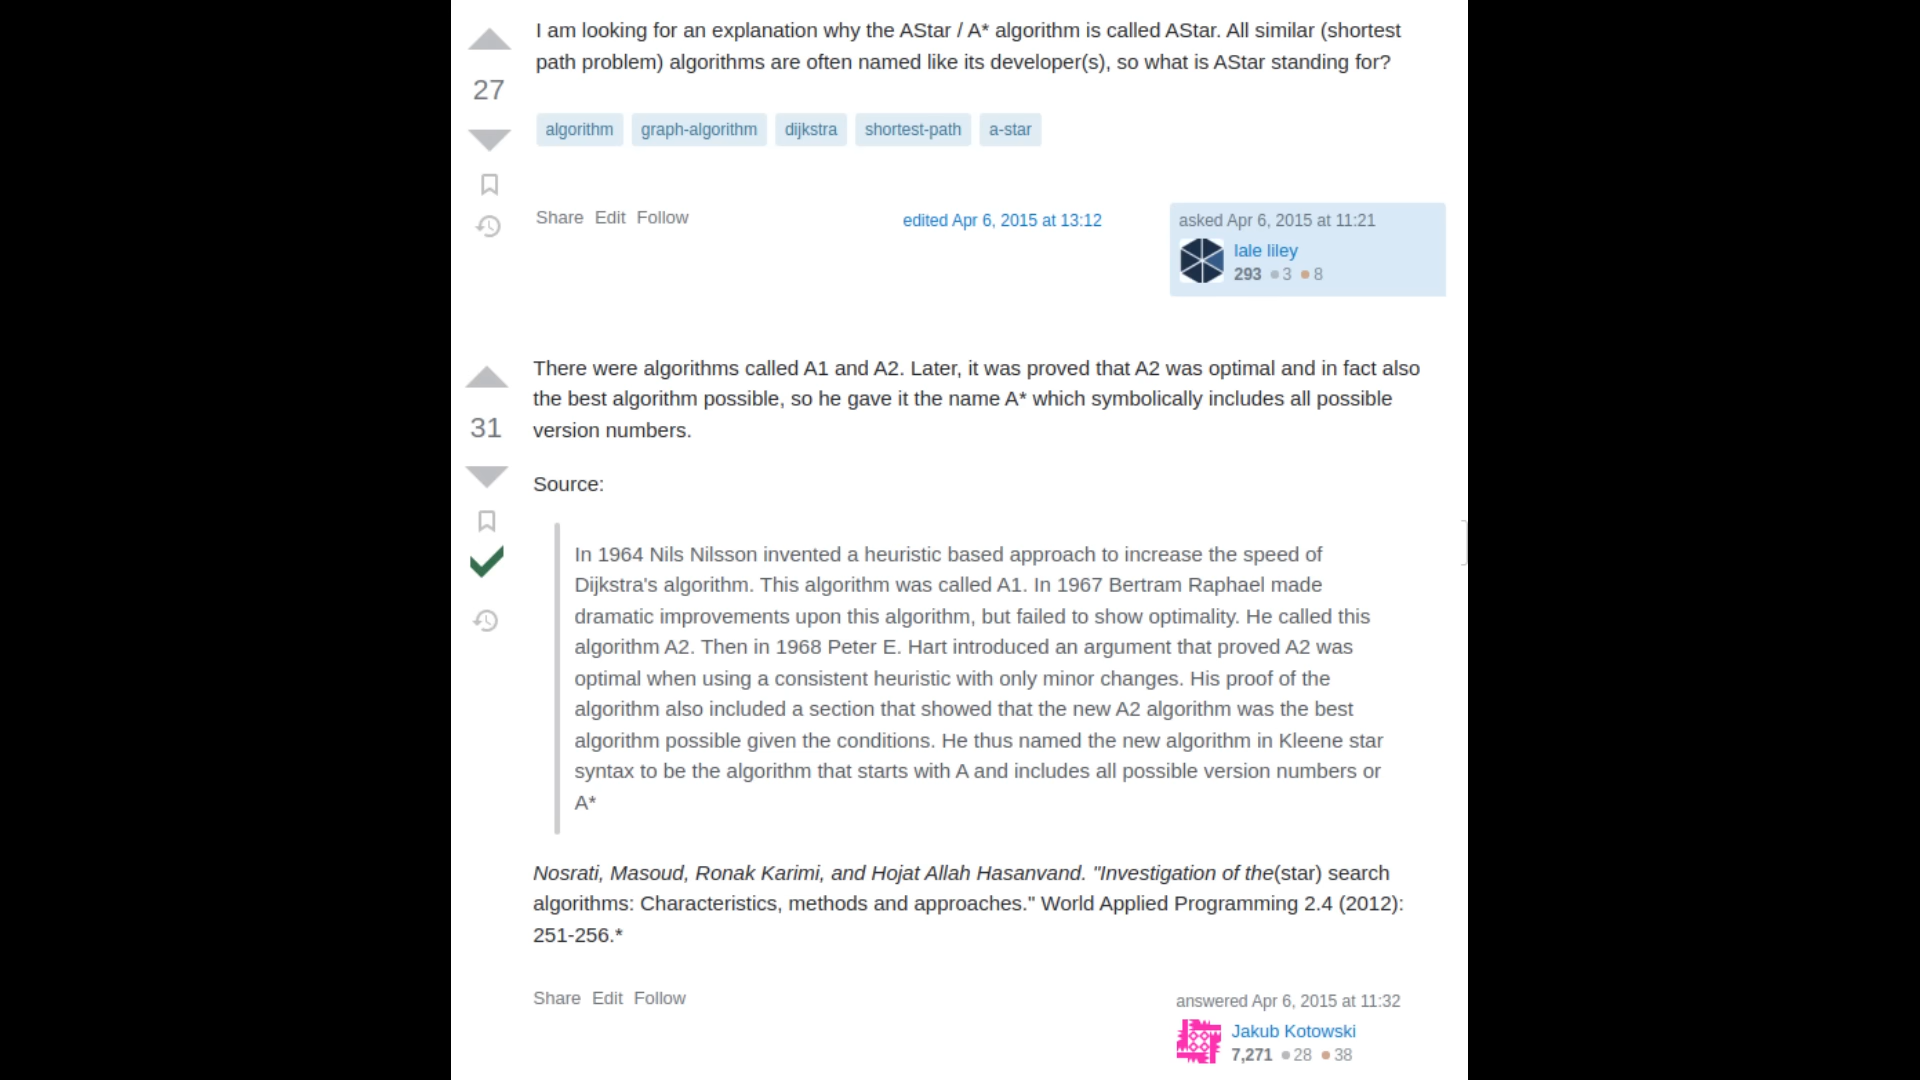 I am looking for an explanation why the AStar / A* algorithm is called AStar. All similar (shortest
path problem) algorithms are often named like its developer(s), so what is AStar standing for?
27
algorithm graph-algorithm dijkstra shortest-path a-star
Share Edit Follow
edited Apr 6, 2015 at 13:12
asked Apr 6, 2015 at 11:21
lale liley
293 3 8
There were algorithms called A1 and A2. Later, it was proved that A2 was optimal and in fact also
the best algorithm possible, so he gave it the name A* which symbolically includes all possible
version numbers.
31
Source:
In 1964 Nils Nilsson invented a heuristic based approach to increase the speed of
Dijkstra's algorithm. This algorithm was called A1. In 1967 Bertram Raphael made
dramatic improvements upon this algorithm, but failed to show optimality. He called this
algorithm A2. Then in 1968 Peter E. Hart introduced an argument that proved A2 was
optimal when using a consistent heuristic with only minor changes. His proof of the
algorithm also included a section that showed that the new A2 algorithm was the best
algorithm possible given the conditions. He thus named the new algorithm in Kleene star
syntax to be the algorithm that starts with A and includes all possible version numbers or
A*
Nosrati, Masoud, Ronak Karimi, and Hojat Allah Hasanvand. "Investigation of the(star) search
algorithms: Characteristics, methods and approaches." World Applied Programming 2.4 (2012):
251-256.*
Share Edit Follow
answered Apr 6, 2015 at 11:32
Jakub Kotowski
7,271 28 38